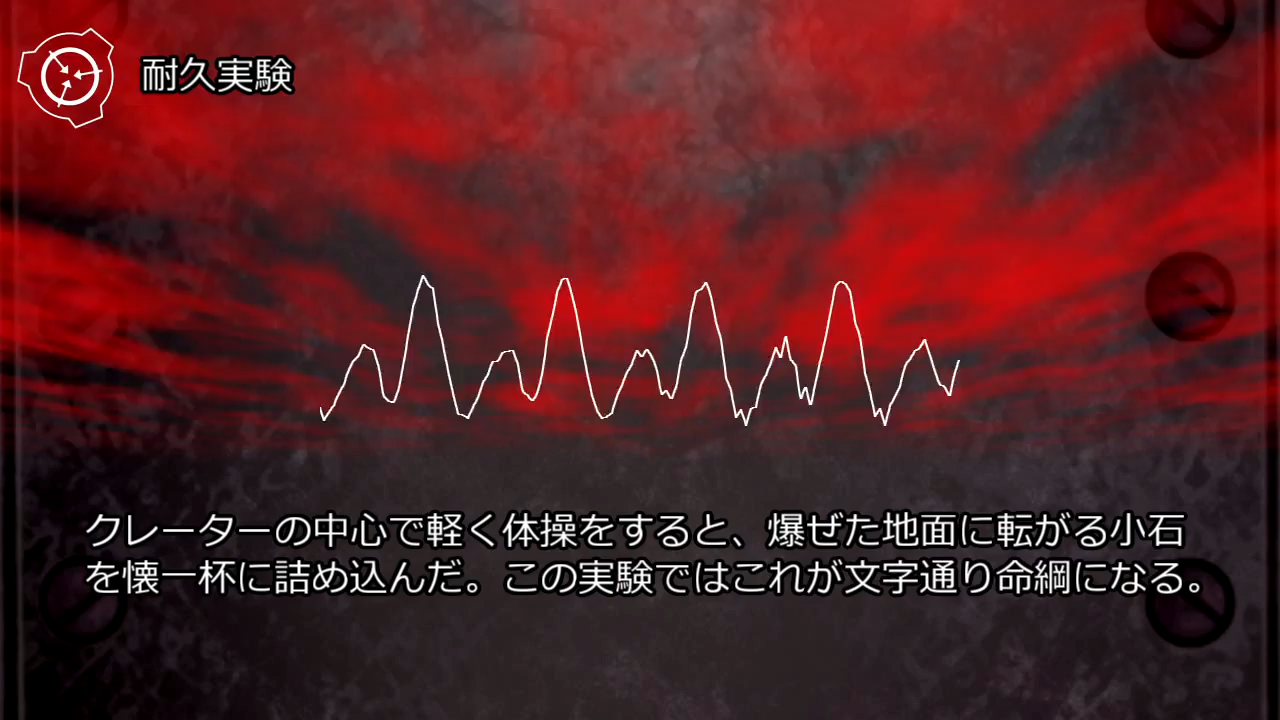 耐久実験
クレーターの中心で軽く体操をすると、爆ぜた地面に転がる小石
を懐一杯に詰め込んだ。この実験ではこれが文字通り命綱になる。